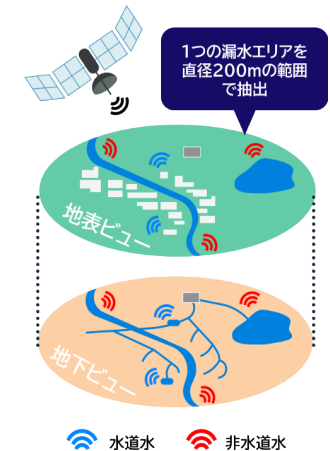 1つの漏水エリアを
直径200mの範囲
で抽出
地表ビュー
地下ビュー
水道水
非水道水